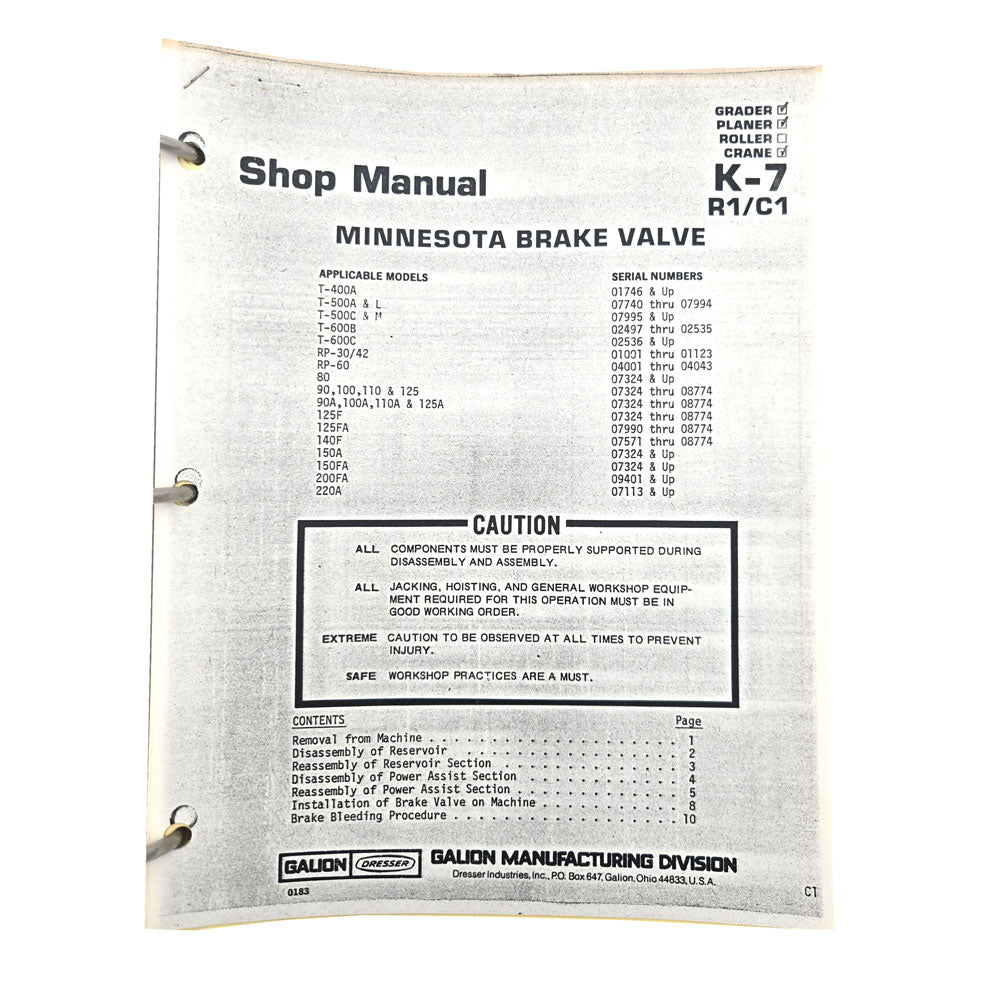 GRADER ☑
PLANER ☑
ROLLER ☐
CRANE ☑
Shop Manual
K-7
R1/C1
MINNESOTA BRAKE VALVE
APPLICABLE MODELS SERIAL NUMBERS
T-400A 01746 & Up
T-500A & L 07740 thru 07994
T-500C & M 07995 & Up
T-600B 02497 thru 02535
T-600C 02536 & Up
RP-30/42 01001 thru 01123
RP-60 04001 thru 04043
80 07324 & Up
90,100,110 & 125 07324 thru 08774
90A,100A,110A & 125A 07324 thru 08774
125F 07324 thru 08774
125FA 07990 thru 08774
140F 07571 thru 08774
150A 07324 & Up
150FA 07324 & Up
200FA 09401 & Up
220A 07113 & Up
CAUTION
ALL COMPONENTS MUST BE PROPERLY SUPPORTED DURING
DISASSEMBLY AND ASSEMBLY.
ALL JACKING, HOISTING, AND GENERAL WORKSHOP EQUIP-
MENT REQUIRED FOR THIS OPERATION MUST BE IN
GOOD WORKING ORDER.
EXTREME CAUTION TO BE OBSERVED AT ALL TIMES TO PREVENT
INJURY.
SAFE WORKSHOP PRACTICES ARE A MUST.
CONTENTS Page
Removal from Machine . . . . . . . . . . . . . . . . . . . . 1
Disassembly of Reservoir . . . . . . . . . . . . . . . . . . 2
Reassembly of Reservoir Section . . . . . . . . . . . . . . 3
Disassembly of Power Assist Section . . . . . . . . . . . . 4
Reassembly of Power Assist Section . . . . . . . . . . . . . 5
Installation of Brake Valve on Machine . . . . . . . . . . . 8
Brake Bleeding Procedure . . . . . . . . . . . . . . . . . . 10
GALION DRESSER GALION MANUFACTURING DIVISION
Dresser Industries, Inc., P.O. Box 647, Galion, Ohio 44833, U.S.A.
0183 CT